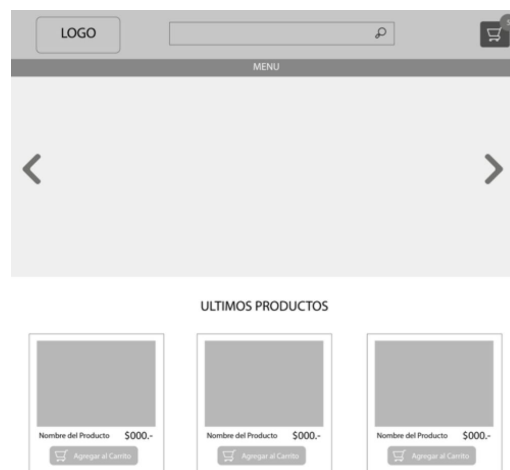 LOGO
MENU
ULTIMOS PRODUCTOS
Nombre del Producto $000.-
Agregar al Carrito
Nombre del Producto $000.-
Agregar al Carrito
Nombre del Producto $000.-
Agregar al Carrito